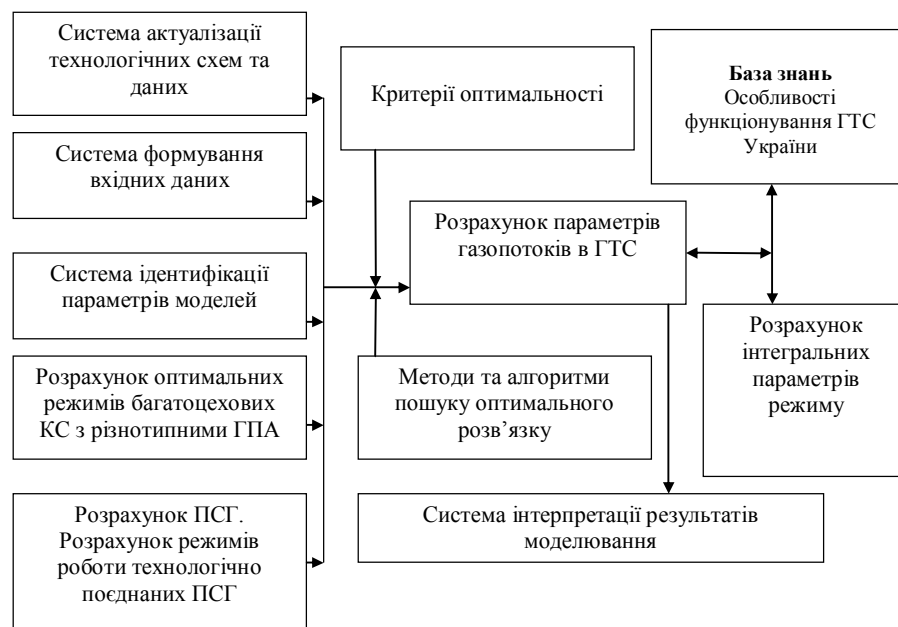 Система актуалізації
технологічних схем та
даних
Система формування
вхідних даних
Система ідентифікації
параметрів моделей
Розрахунок оптимальних
режимів багатоцехових
КС з різнотипними ГПА
Розрахунок ПСГ.
Розрахунок режимів
роботи технологічно
поєднаних ПСГ
Критерії оптимальності
Розрахунок параметрів
газопотоків в ГТС
Методи та алгоритми
пошуку оптимального
розв’язку
Система інтерпретації результатів
моделювання
База знань
Особливості
функціонування ГТС
України
Розрахунок
інтегральних
параметрів
режиму